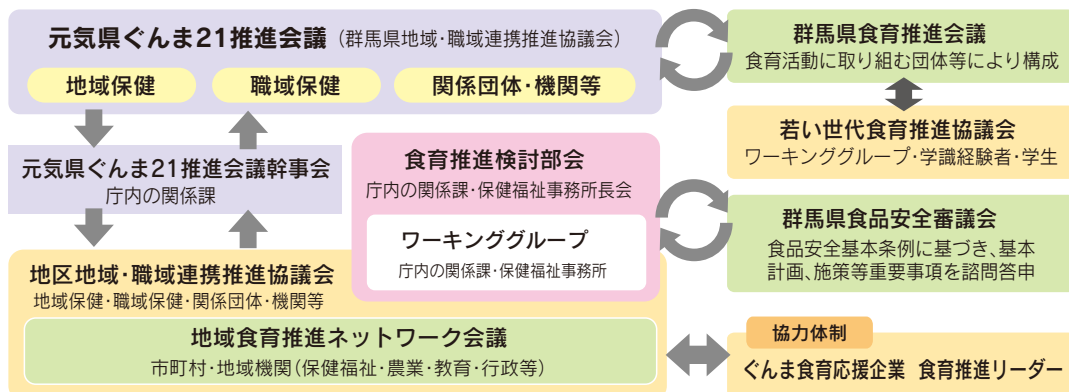 元気県ぐんま21推進会議（群馬県地域・職域連携推進協議会）
地域保健
職域保健
関係団体・機関等
群馬県食育推進会議
食育活動に取り組む団体等により構成
若い世代食育推進協議会
ワーキンググループ・学識経験者・学生
元気県ぐんま21推進会議幹事会
庁内の関係課
食育推進検討部会
庁内の関係課・保健福祉事務所長会
ワーキンググループ
庁内の関係課・保健福祉事務所
群馬県食品安全審議会
食品安全基本条例に基づき、基本
計画、施策等重要事項を諮問答申
地区地域・職域連携推進協議会
地域保健・職域保健・関係団体・機関等
地域食育推進ネットワーク会議
市町村・地域機関（保健福祉・農業・教育・行政等）
協力体制
ぐんま食育応援企業 食育推進リーダー